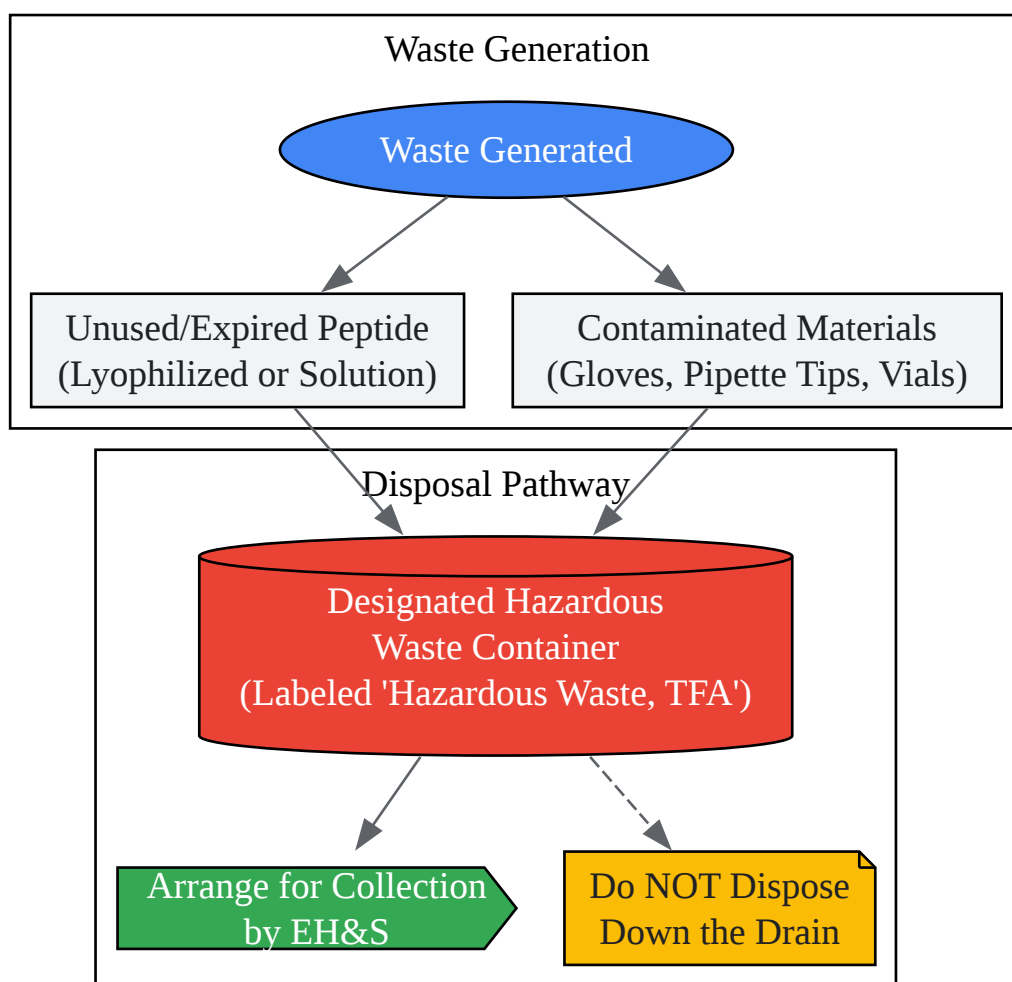 Waste Generation
Waste Generated
Unused/Expired Peptide
(Lyophilized or Solution)
Contaminated Materials
(Gloves, Pipette Tips, Vials)
Disposal Pathway
Designated Hazardous
Waste Container
(Labeled 'Hazardous Waste, TFA')
Arrange for Collection
by EH&S
Do NOT Dispose
Down the Drain